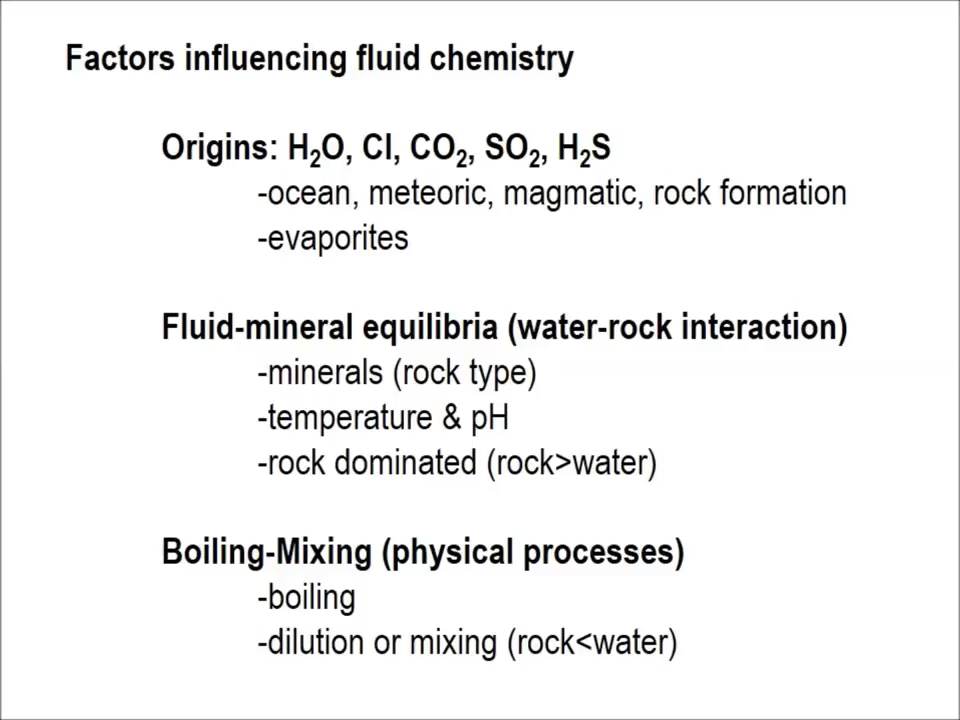 Factors influencing fluid chemistry
Origins: H₂O, Cl, CO₂, SO₂, H₂S
-ocean, meteoric, magmatic, rock formation
-evaporites
Fluid-mineral equilibria (water-rock interaction)
-minerals (rock type)
-temperature & pH
-rock dominated (rock>water)
Boiling-Mixing (physical processes)
-boiling
-dilution or mixing (rock<water)